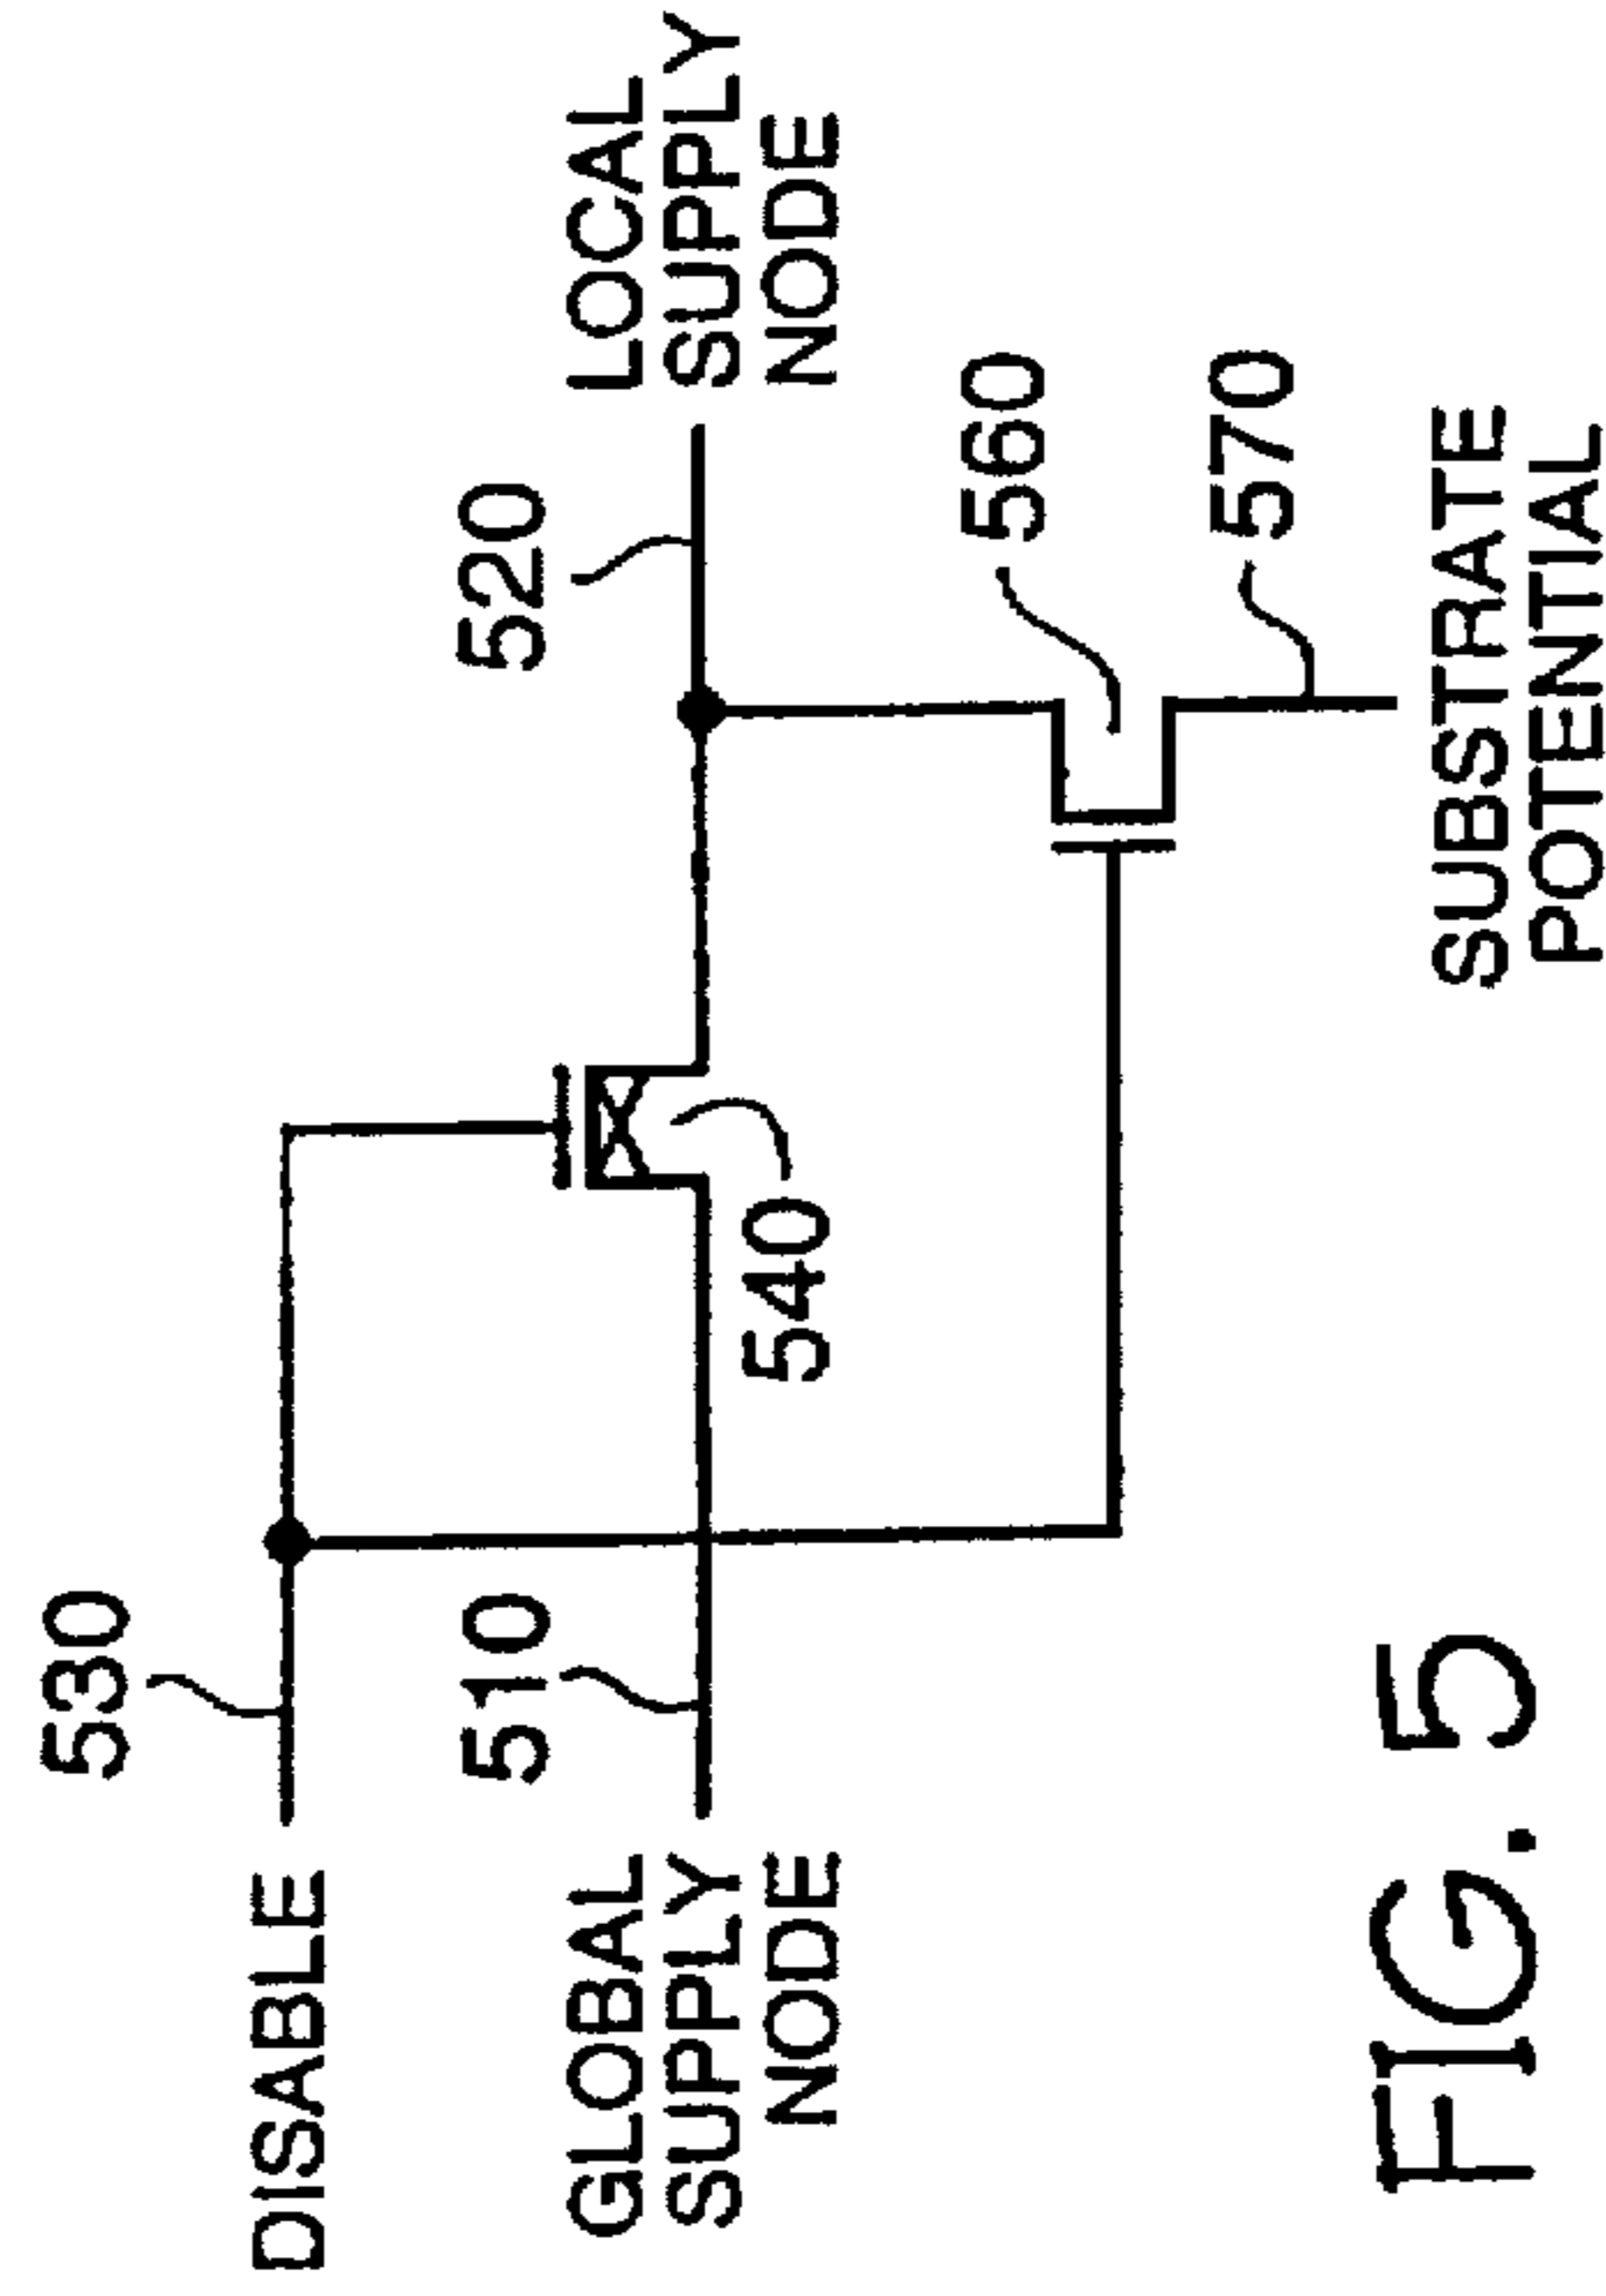 530
DISABLE
510
GLOBAL
SUPPLY
NODE
540
520
LOCAL
SUPPLY
NODE
560
570
SUBSTRATE
POTENTIAL
FIG. 5